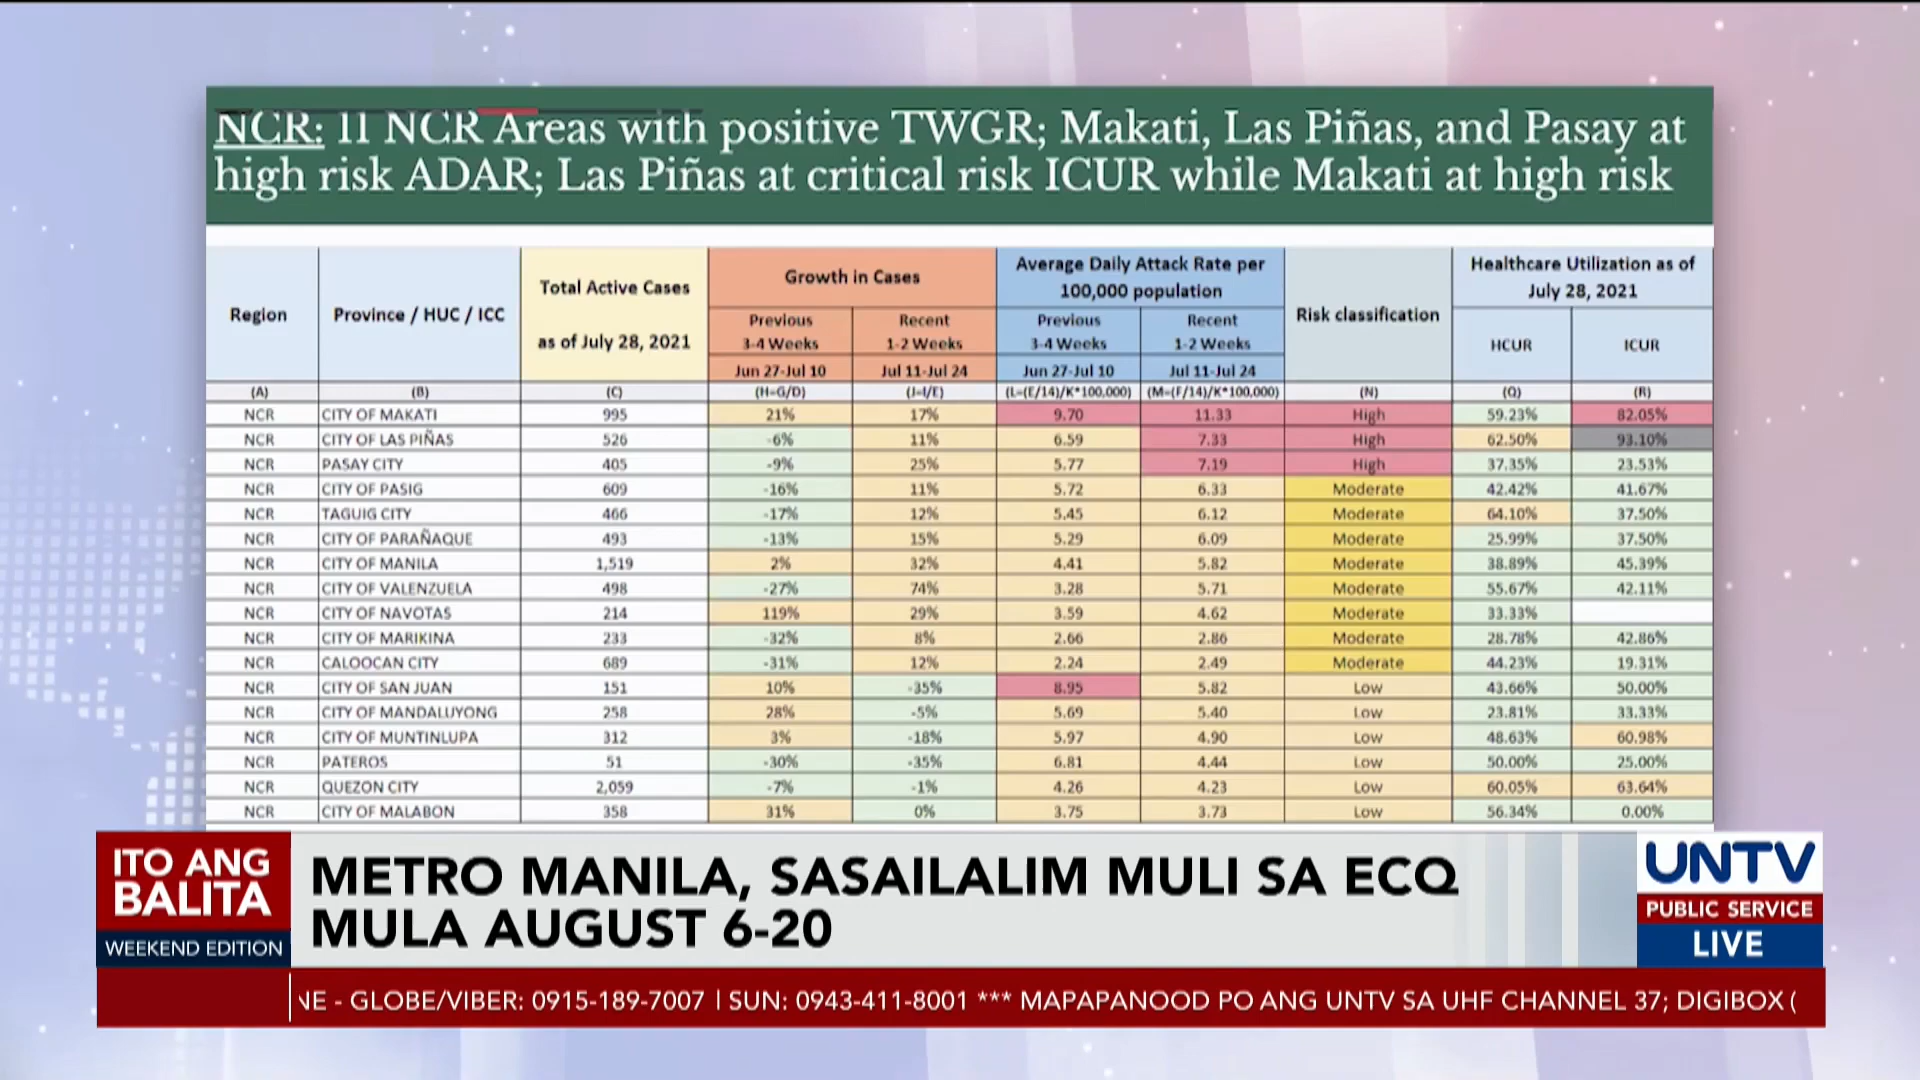 NCR: 11 NCR Areas with positive TWGR; Makati, Las Piñas, and Pasay at
high risk ADAR; Las Piñas at critical risk ICUR while Makati at high risk
Region Province / HUC / ICC Total Active Cases as of July 28, 2021 Growth in Cases Average Daily Attack Rate per 100,000 population Risk classification Healthcare Utilization as of July 28, 2021
Previous 3-4 Weeks Recent 1-2 Weeks Previous 3-4 Weeks Recent 1-2 Weeks HCUR ICUR
Jun 27-Jul 10 Jul 11-Jul 24 Jun 27-Jul 10 Jul 11-Jul 24
(A) (B) (C) (H=G/D) (J=I/E) (L=(E/14)/K*100,000) (M=(F/14)/K*100,000) (N) (Q) (R)
NCR CITY OF MAKATI 995 21% 17% 9.70 11.33 High 59.23% 82.05%
NCR CITY OF LAS PIÑAS 526 -6% 11% 6.59 7.33 High 62.50% 93.10%
NCR PASAY CITY 405 -9% 25% 5.77 7.19 High 37.35% 23.53%
NCR CITY OF PASIG 609 -16% 11% 5.72 6.33 Moderate 42.42% 41.67%
NCR TAGUIG CITY 466 -17% 12% 5.45 6.12 Moderate 64.10% 37.50%
NCR CITY OF PARAÑAQUE 493 -13% 15% 5.29 6.09 Moderate 25.99% 37.50%
NCR CITY OF MANILA 1,519 2% 32% 4.41 5.82 Moderate 38.89% 45.39%
NCR CITY OF VALENZUELA 498 -27% 74% 3.28 5.71 Moderate 55.67% 42.11%
NCR CITY OF NAVOTAS 214 119% 29% 3.59 4.62 Moderate 33.33%
NCR CITY OF MARIKINA 233 -32% 8% 2.66 2.86 Moderate 28.78% 42.86%
NCR CALOOCAN CITY 689 -31% 12% 2.24 2.49 Moderate 44.23% 19.31%
NCR CITY OF SAN JUAN 151 10% -35% 8.95 5.82 Low 43.66% 50.00%
NCR CITY OF MANDALUYONG 258 28% -5% 5.69 5.40 Low 23.81% 33.33%
NCR CITY OF MUNTINLUPA 312 3% -18% 5.97 4.90 Low 48.63% 60.98%
NCR PATEROS 51 -30% -35% 6.81 4.44 Low 50.00% 25.00%
NCR QUEZON CITY 2,059 -7% -1% 4.26 4.23 Low 60.05% 63.64%
NCR CITY OF MALABON 358 31% 0% 3.75 3.73 Low 56.34% 0.00%
ITO ANG
BALITA
WEEKEND EDITION
METRO MANILA, SASAILALIM MULI SA ECQ
MULA AUGUST 6-20
UNTV
PUBLIC SERVICE
LIVE
NE - GLOBE/VIBER: 0915-189-7007 | SUN: 0943-411-8001 *** MAPAPANOOD PO ANG UNTV SA UHF CHANNEL 37; DIGIBOX (